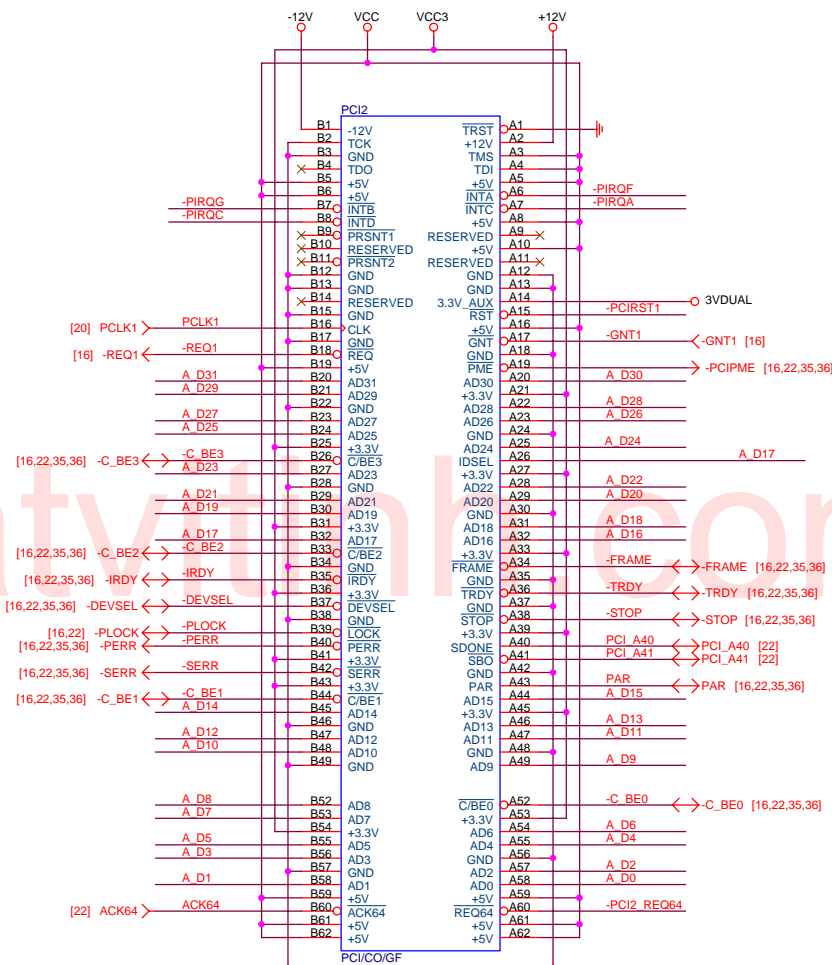 -12V VCC VCC3 +12V
PCI2
B1 -12V TRST A1
B2 TCK +12V A2
B3 GND TMS A3
B4 TDO TDI A4
B5 +5V +5V A5
B6 +5V INTA A6 -PIRQF
-PIRQG B7 INTB INTC A7 -PIRQA
-PIRQC B8 INTD +5V A8
B9 PRSNT1 RESERVED A9
B10 RESERVED +5V A10
B11 PRSNT2 RESERVED A11
B12 GND GND A12
B13 GND GND A13
B14 RESERVED 3.3V_AUX A14 3VDUAL
B15 GND RST A15 -PCIRST1
[20] PCLK1 PCLK1 B16 CLK +5V A16
B17 GND GNT A17 -GNT1 -GNT1 [16]
[16] -REQ1 -REQ1 B18 REQ GND A18
B19 +5V PME A19 -PCIPME [16,22,35,36]
A_D31 B20 AD31 AD30 A20 A_D30
A_D29 B21 AD29 +3.3V A21
B22 GND AD28 A22 A_D28
A_D27 B23 AD27 AD26 A23 A_D26
A_D25 B24 AD25 GND A24
B25 +3.3V AD24 A25 A_D24
[16,22,35,36] -C_BE3 -C_BE3 B26 C/BE3 IDSEL A26 A_D17
A_D23 B27 AD23 +3.3V A27
B28 GND AD22 A28 A_D22
A_D21 B29 AD21 AD20 A29 A_D20
A_D19 B30 AD19 GND A30
B31 +3.3V AD18 A31 A_D18
A_D17 B32 AD17 AD16 A32 A_D16
[16,22,35,36] -C_BE2 -C_BE2 B33 C/BE2 +3.3V A33
B34 GND FRAME A34 -FRAME -FRAME [16,22,35,36]
[16,22,35,36] -IRDY -IRDY B35 IRDY GND A35
B36 +3.3V TRDY A36 -TRDY -TRDY [16,22,35,36]
[16,22,35,36] -DEVSEL -DEVSEL B37 DEVSEL GND A37
B38 GND STOP A38 -STOP -STOP [16,22,35,36]
[16,22] -PLOCK -PLOCK B39 LOCK +3.3V A39
[16,22,35,36] -PERR -PERR B40 PERR SDONE A40 PCI_A40 PCI_A40 [22]
B41 +3.3V SBO A41 PCI_A41 PCI_A41 [22]
[16,22,35,36] -SERR -SERR B42 SERR GND A42
B43 +3.3V PAR A43 PAR PAR [16,22,35,36]
[16,22,35,36] -C_BE1 -C_BE1 B44 C/BE1 AD15 A44 A_D15
A_D14 B45 AD14 +3.3V A45
B46 GND AD13 A46 A_D13
A_D12 B47 AD12 AD11 A47 A_D11
A_D10 B48 AD10 GND A48
B49 GND AD9 A49 A_D9
A_D8 B52 AD8 C/BE0 A52 -C_BE0 -C_BE0 [16,22,35,36]
A_D7 B53 AD7 +3.3V A53
B54 +3.3V AD6 A54 A_D6
A_D5 B55 AD5 AD4 A55 A_D4
A_D3 B56 AD3 GND A56
B57 GND AD2 A57 A_D2
A_D1 B58 AD1 AD0 A58 A_D0
B59 +5V +5V A59
[22] ACK64 ACK64 B60 ACK64 REQ64 A60 -PCI2_REQ64
B61 +5V +5V A61
B62 +5V +5V A62
PCI/CO/GF
atvitinh.com